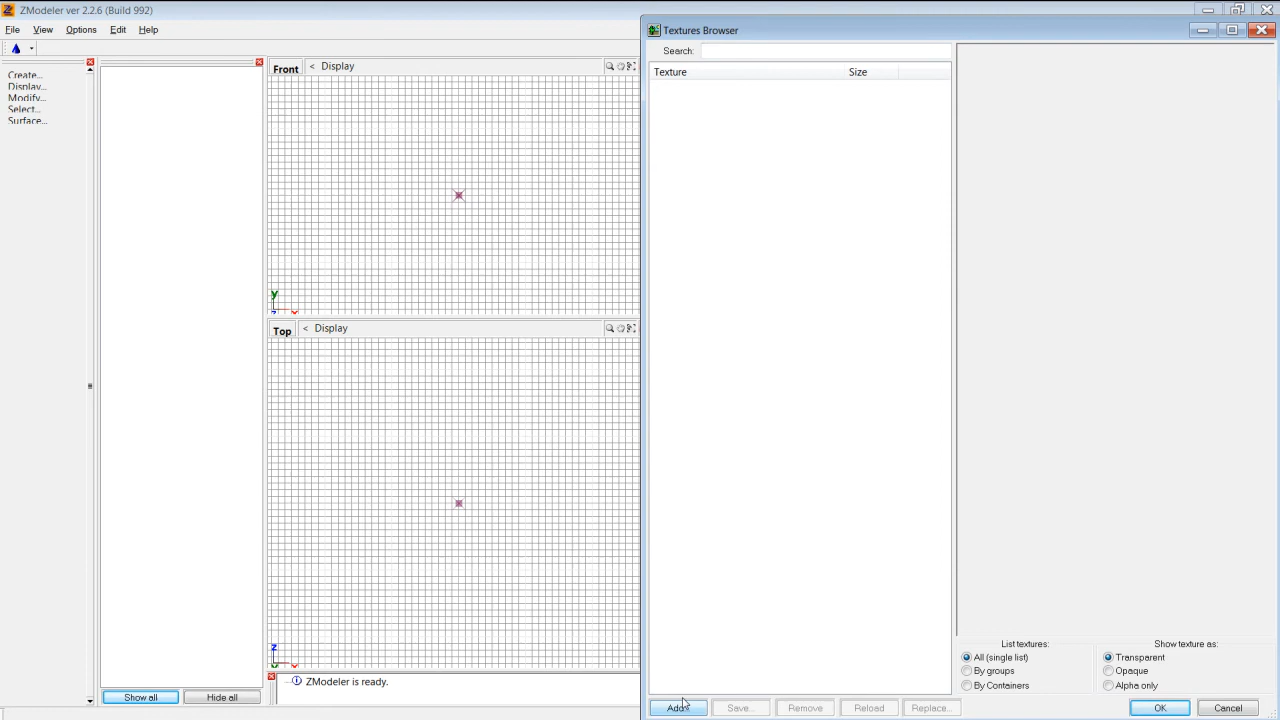 ZModeler ver 2.2.6 (Build 992)
File View Options Edit Help
Textures Browser
Search:
Texture Size
Create...
Display...
Modify...
Select...
Surface...
Front < Display
y
x
z
Top < Display
z
x
y
Show all Hide all
ZModeler is ready.
List textures:
All (single list)
By groups
By Containers
Show texture as:
Transparent
Opaque
Alpha only
Add Save... Remove Reload Replace... OK Cancel